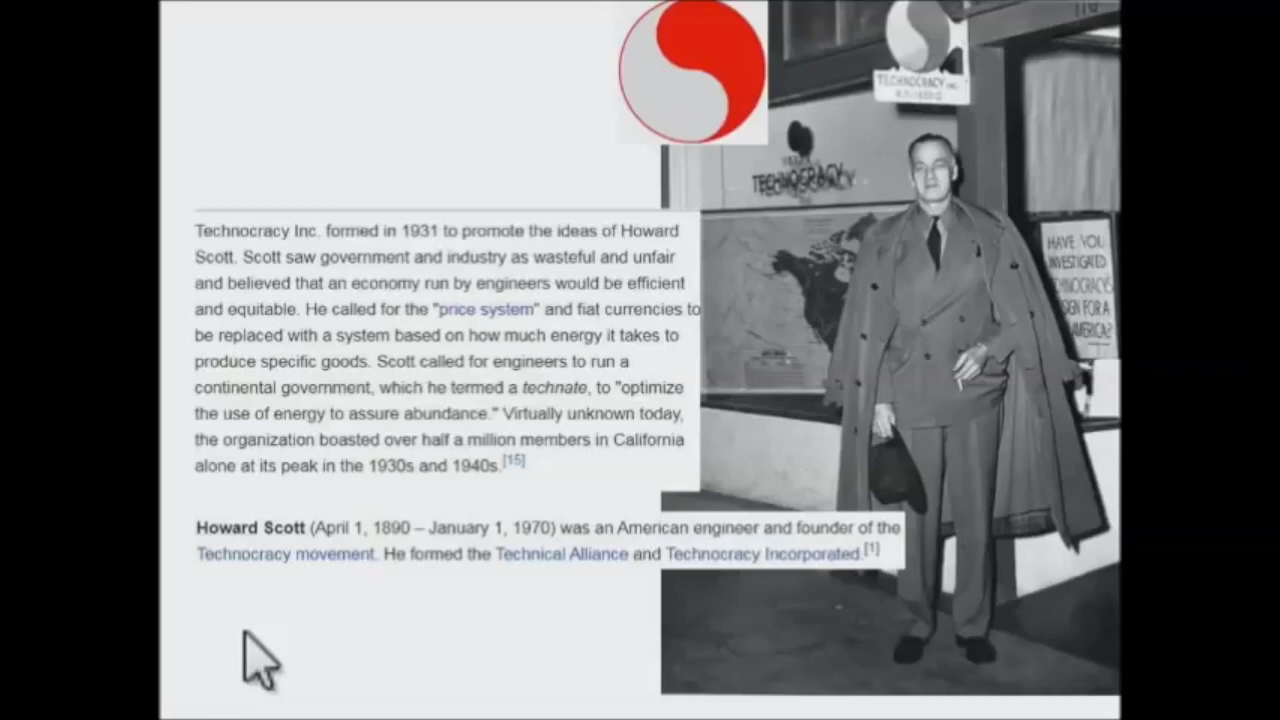 TECHNOCRACY INC.
TECHNOCRACY
HAVE YOU
INVESTIGATED
FOR A
AMERICA?
Technocracy Inc. formed in 1931 to promote the ideas of Howard
Scott. Scott saw government and industry as wasteful and unfair
and believed that an economy run by engineers would be efficient
and equitable. He called for the "price system" and fiat currencies to
be replaced with a system based on how much energy it takes to
produce specific goods. Scott called for engineers to run a
continental government, which he termed a technate, to "optimize
the use of energy to assure abundance." Virtually unknown today,
the organization boasted over half a million members in California
alone at its peak in the 1930s and 1940s.[15]
Howard Scott (April 1, 1890 – January 1, 1970) was an American engineer and founder of the
Technocracy movement. He formed the Technical Alliance and Technocracy Incorporated.[1]